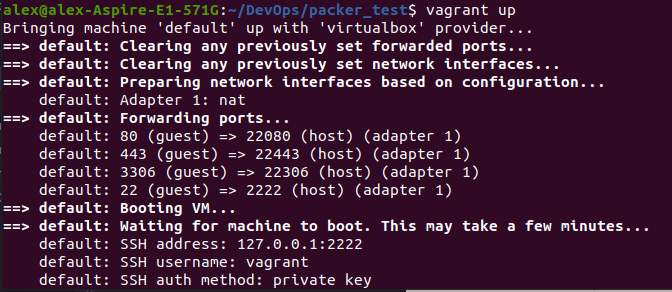 alex@alex-Aspire-E1-571G:~/DevOps/packer_test$ vagrant up
Bringing machine 'default' up with 'virtualbox' provider...
==> default: Clearing any previously set forwarded ports...
==> default: Clearing any previously set network interfaces...
==> default: Preparing network interfaces based on configuration...
    default: Adapter 1: nat
==> default: Forwarding ports...
    default: 80 (guest) => 22080 (host) (adapter 1)
    default: 443 (guest) => 22443 (host) (adapter 1)
    default: 3306 (guest) => 22306 (host) (adapter 1)
    default: 22 (guest) => 2222 (host) (adapter 1)
==> default: Booting VM...
==> default: Waiting for machine to boot. This may take a few minutes...
    default: SSH address: 127.0.0.1:2222
    default: SSH username: vagrant
    default: SSH auth method: private key